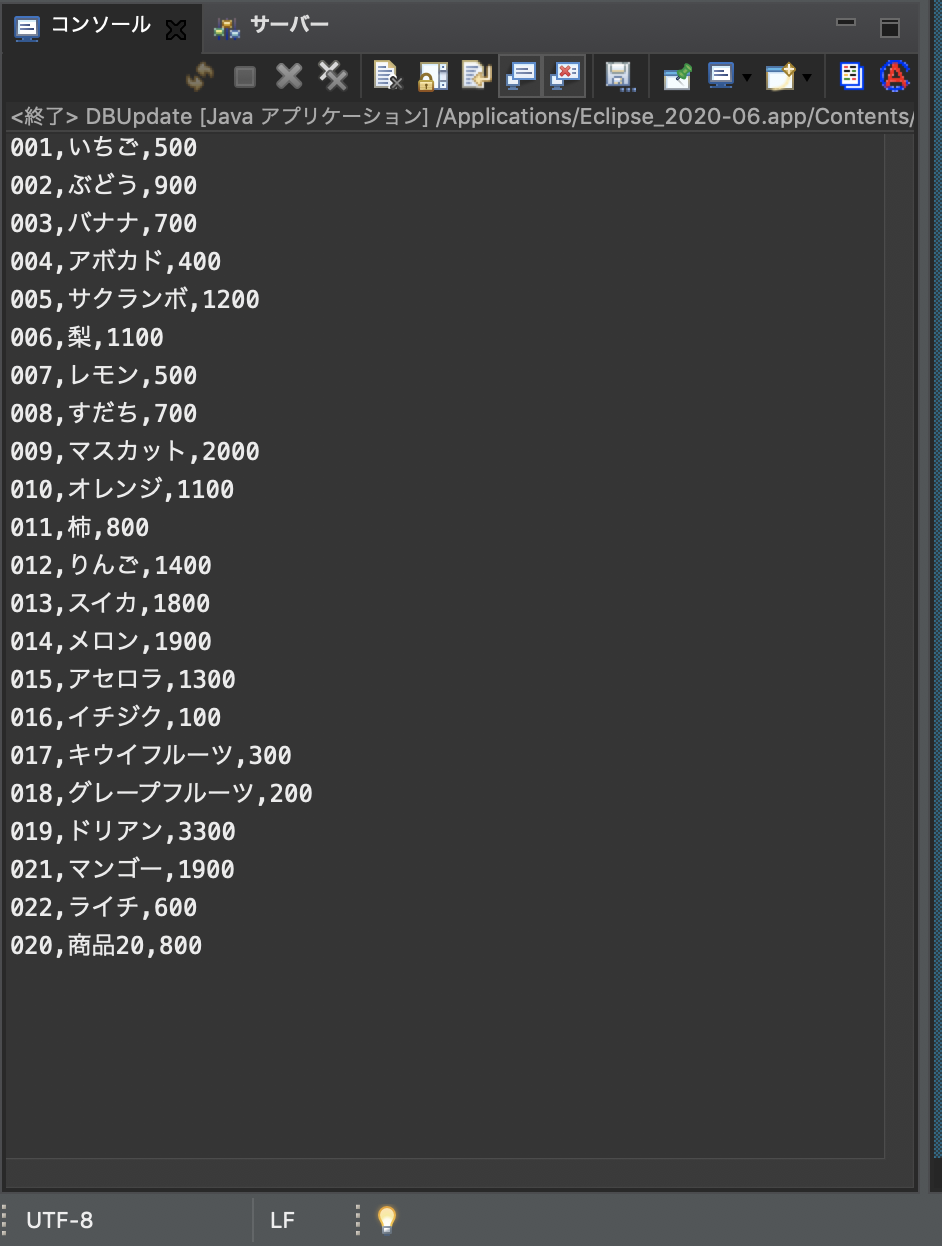 コンソール サーバー
<終了> DBUpdate [Java アプリケーション] /Applications/Eclipse_2020-06.app/Contents/
001,いちご,500
002,ぶどう,900
003,バナナ,700
004,アボカド,400
005,サクランボ,1200
006,梨,1100
007,レモン,500
008,すだち,700
009,マスカット,2000
010,オレンジ,1100
011,柿,800
012,りんご,1400
013,スイカ,1800
014,メロン,1900
015,アセロラ,1300
016,イチジク,100
017,キウイフルーツ,300
018,グレープフルーツ,200
019,ドリアン,3300
021,マンゴー,1900
022,ライチ,600
020,商品20,800
UTF-8 LF